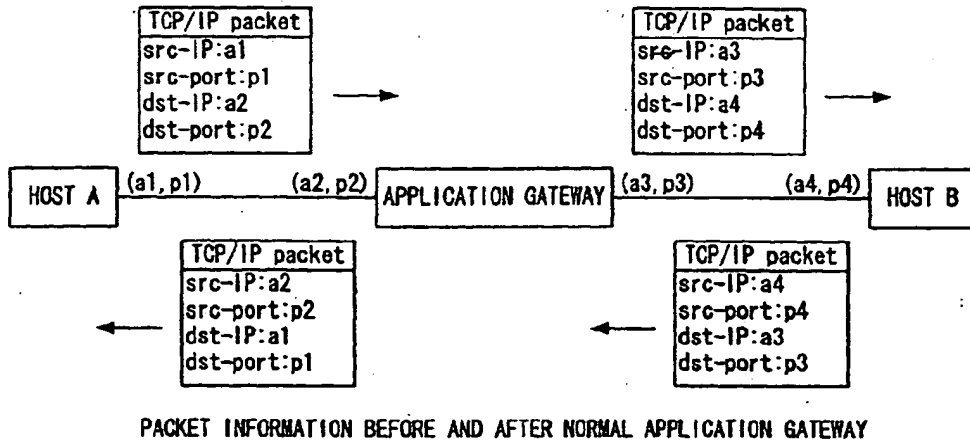 TCP/IP packet
src-IP:a1
src-port:p1
dst-IP:a2
dst-port:p2
TCP/IP packet
src-IP:a3
src-port:p3
dst-IP:a4
dst-port:p4
HOST A
(a1, p1)
(a2, p2)
APPLICATION GATEWAY
(a3, p3)
(a4, p4)
HOST B
TCP/IP packet
src-IP:a2
src-port:p2
dst-IP:a1
dst-port:p1
TCP/IP packet
src-IP:a4
src-port:p4
dst-IP:a3
dst-port:p3
PACKET INFORMATION BEFORE AND AFTER NORMAL APPLICATION GATEWAY